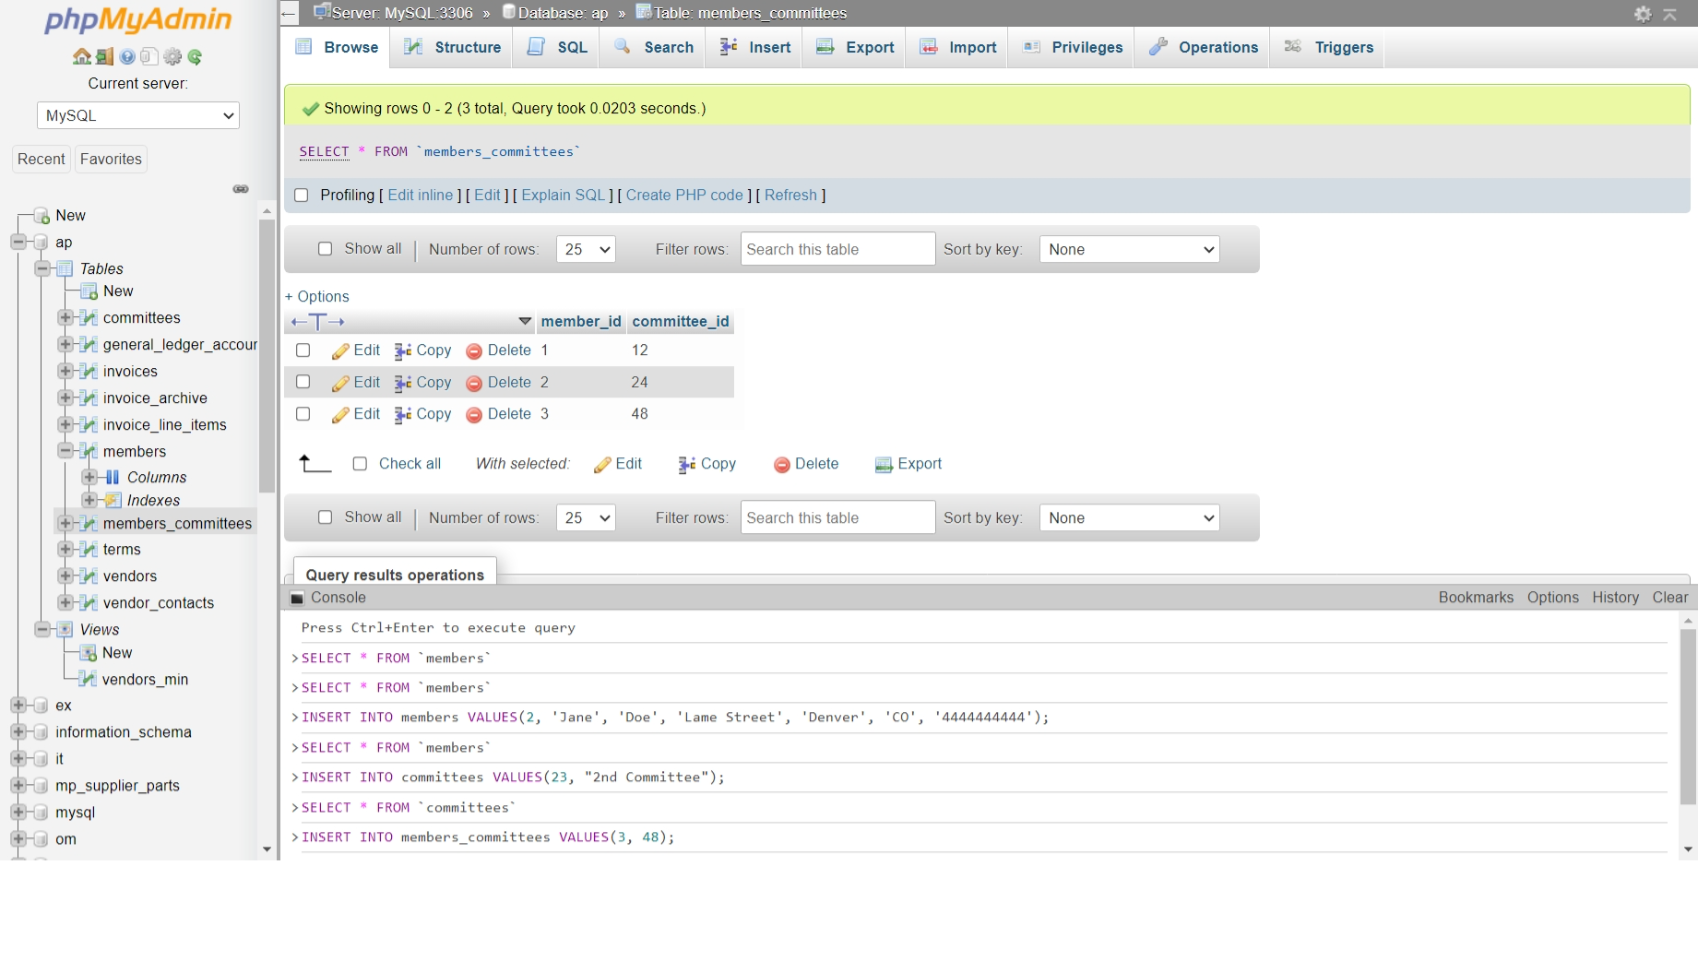 phpMyAdmin
Current server:
MySQL
Recent Favorites
New
ap
Tables
New
committees
general_ledger_accour
invoices
invoice_archive
invoice_line_items
members
Columns
Indexes
members_committees
terms
vendors
vendor_contacts
Views
New
vendors_min
ex
information_schema
it
mp_supplier_parts
mysql
om
Server: MySQL:3306 » Database: ap » Table: members_committees
Browse Structure SQL Search Insert Export Import Privileges Operations Triggers
Showing rows 0 - 2 (3 total, Query took 0.0203 seconds.)
SELECT * FROM `members_committees`
Profiling [ Edit inline ] [ Edit ] [ Explain SQL ] [ Create PHP code ] [ Refresh ]
Show all | Number of rows: 25 Filter rows: Search this table Sort by key: None
+ Options
←T→ member_id committee_id
Edit Copy Delete 1 12
Edit Copy Delete 2 24
Edit Copy Delete 3 48
Check all With selected: Edit Copy Delete Export
Show all | Number of rows: 25 Filter rows: Search this table Sort by key: None
Query results operations
Console Bookmarks Options History Clear
Press Ctrl+Enter to execute query
>SELECT * FROM `members`
>SELECT * FROM `members`
>INSERT INTO members VALUES(2, 'Jane', 'Doe', 'Lame Street', 'Denver', 'CO', '4444444444');
>SELECT * FROM `members`
>INSERT INTO committees VALUES(23, "2nd Committee");
>SELECT * FROM `committees`
>INSERT INTO members_committees VALUES(3, 48);